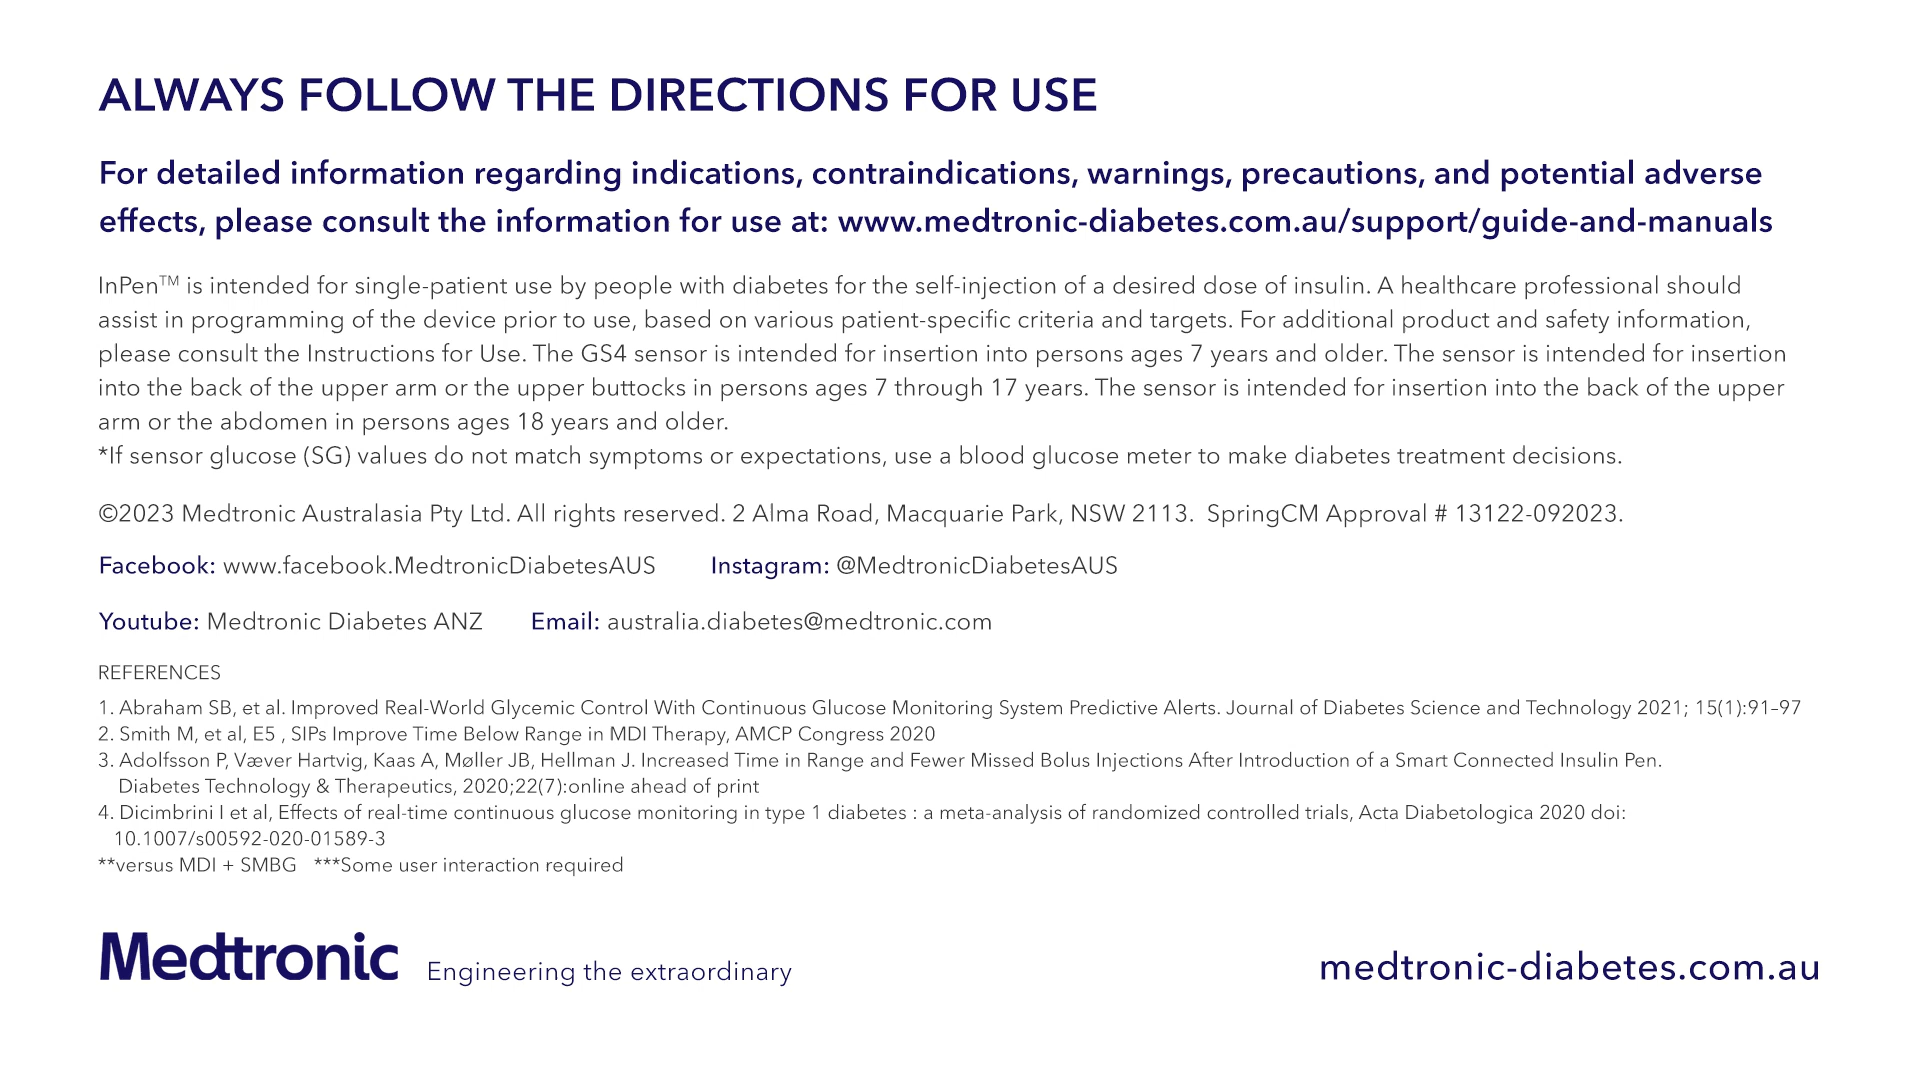 ALWAYS FOLLOW THE DIRECTIONS FOR USE
For detailed information regarding indications, contraindications, warnings, precautions, and potential adverse
effects, please consult the information for use at: www.medtronic-diabetes.com.au/support/guide-and-manuals
InPen™ is intended for single-patient use by people with diabetes for the self-injection of a desired dose of insulin. A healthcare professional should
assist in programming of the device prior to use, based on various patient-specific criteria and targets. For additional product and safety information,
please consult the Instructions for Use. The GS4 sensor is intended for insertion into persons ages 7 years and older. The sensor is intended for insertion
into the back of the upper arm or the upper buttocks in persons ages 7 through 17 years. The sensor is intended for insertion into the back of the upper
arm or the abdomen in persons ages 18 years and older.
*If sensor glucose (SG) values do not match symptoms or expectations, use a blood glucose meter to make diabetes treatment decisions.
©2023 Medtronic Australasia Pty Ltd. All rights reserved. 2 Alma Road, Macquarie Park, NSW 2113.  SpringCM Approval # 13122-092023.
Facebook: www.facebook.MedtronicDiabetesAUS Instagram: @MedtronicDiabetesAUS
Youtube: Medtronic Diabetes ANZ Email: australia.diabetes@medtronic.com
REFERENCES
1. Abraham SB, et al. Improved Real-World Glycemic Control With Continuous Glucose Monitoring System Predictive Alerts. Journal of Diabetes Science and Technology 2021; 15(1):91–97
2. Smith M, et al, E5 , SIPs Improve Time Below Range in MDI Therapy, AMCP Congress 2020
3. Adolfsson P, Væver Hartvig, Kaas A, Møller JB, Hellman J. Increased Time in Range and Fewer Missed Bolus Injections After Introduction of a Smart Connected Insulin Pen.
Diabetes Technology & Therapeutics, 2020;22(7):online ahead of print
4. Dicimbrini I et al, Effects of real-time continuous glucose monitoring in type 1 diabetes : a meta-analysis of randomized controlled trials, Acta Diabetologica 2020 doi:
10.1007/s00592-020-01589-3
**versus MDI + SMBG ***Some user interaction required
Medtronic Engineering the extraordinary medtronic-diabetes.com.au